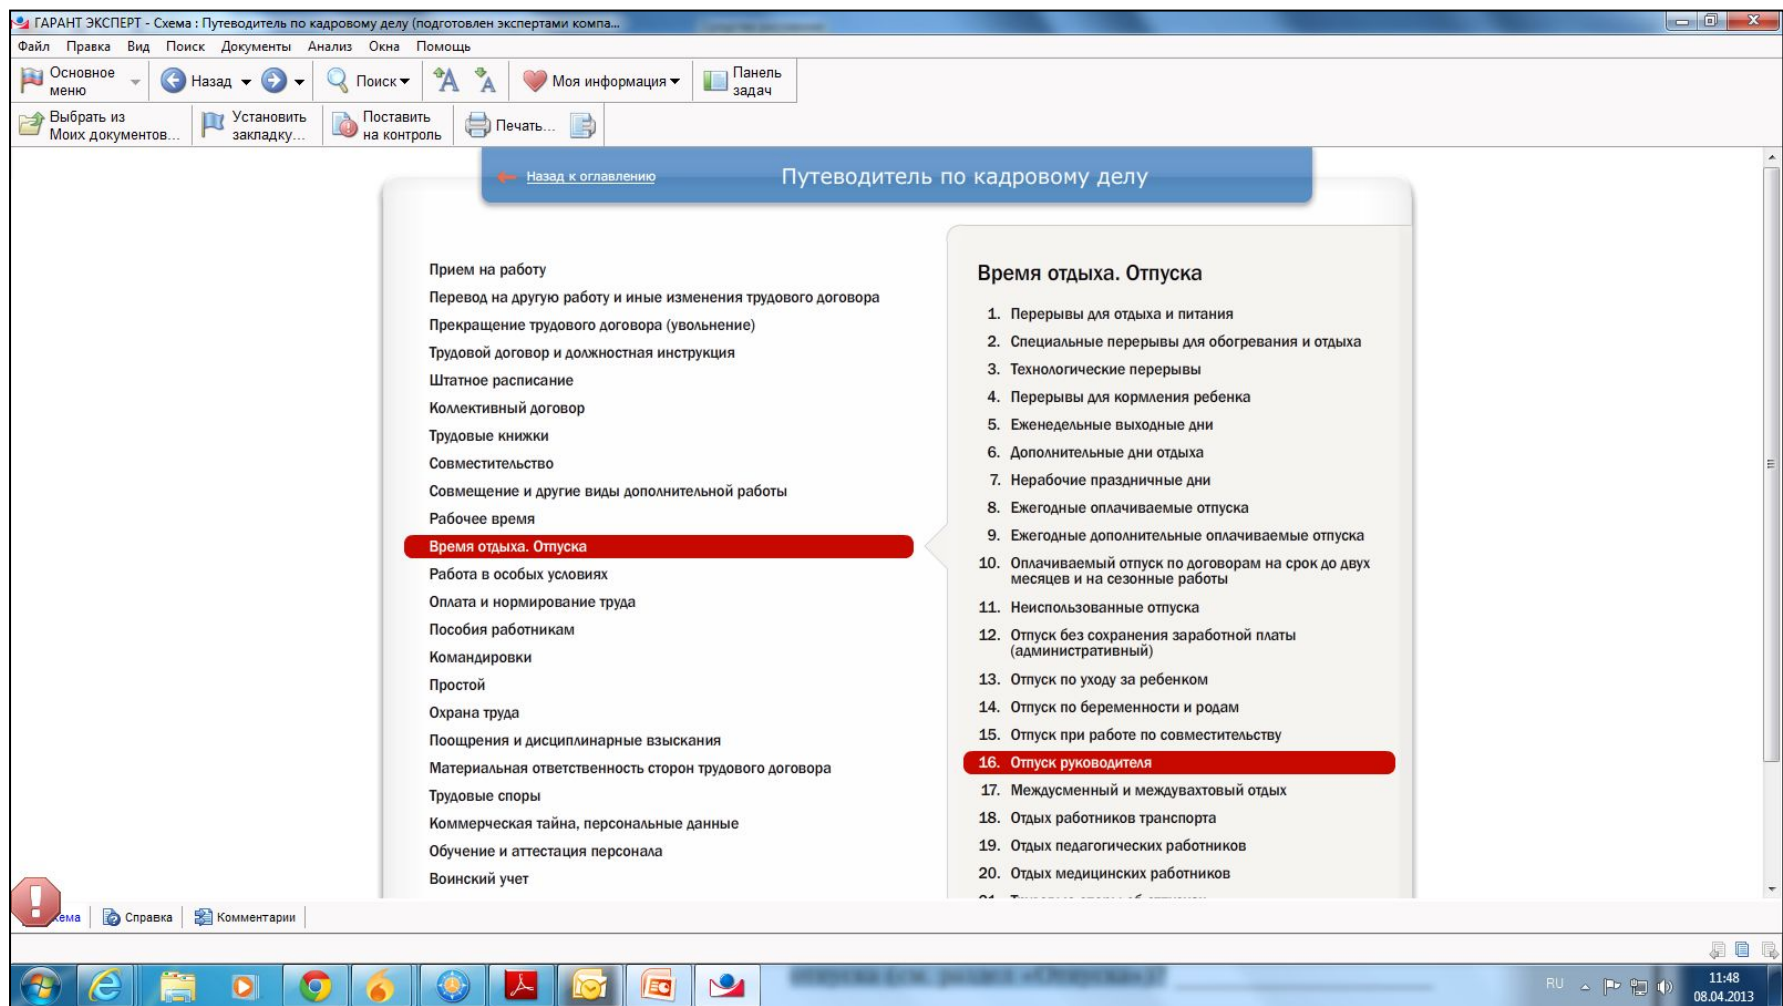 ГАРАНТ ЭКСПЕРТ - Схема : Путеводитель по кадровому делу (подготовлен экспертами компа...
Файл Правка Вид Поиск Документы Анализ Окна Помощь
Основное меню
Назад
Поиск
Моя информация
Панель задач
Выбрать из Моих документов...
Установить закладку...
Поставить на контроль
Печать...
Назад к оглавлению
Путеводитель по кадровому делу
Прием на работу
Перевод на другую работу и иные изменения трудового договора
Прекращение трудового договора (увольнение)
Трудовой договор и должностная инструкция
Штатное расписание
Коллективный договор
Трудовые книжки
Совместительство
Совмещение и другие виды дополнительной работы
Рабочее время
Время отдыха. Отпуска
Работа в особых условиях
Оплата и нормирование труда
Пособия работникам
Командировки
Простой
Охрана труда
Поощрения и дисциплинарные взыскания
Материальная ответственность сторон трудового договора
Трудовые споры
Коммерческая тайна, персональные данные
Обучение и аттестация персонала
Воинский учет
Время отдыха. Отпуска
1. Перерывы для отдыха и питания
2. Специальные перерывы для обогревания и отдыха
3. Технологические перерывы
4. Перерывы для кормления ребенка
5. Еженедельные выходные дни
6. Дополнительные дни отдыха
7. Нерабочие праздничные дни
8. Ежегодные оплачиваемые отпуска
9. Ежегодные дополнительные оплачиваемые отпуска
10. Оплачиваемый отпуск по договорам на срок до двух
месяцев и на сезонные работы
11. Неиспользованные отпуска
12. Отпуск без сохранения заработной платы
(административный)
13. Отпуск по уходу за ребенком
14. Отпуск по беременности и родам
15. Отпуск при работе по совместительству
16. Отпуск руководителя
17. Междусменный и междувахтовый отдых
18. Отдых работников транспорта
19. Отдых педагогических работников
20. Отдых медицинских работников
Справка
Комментарии
RU
11:48
08.04.2013